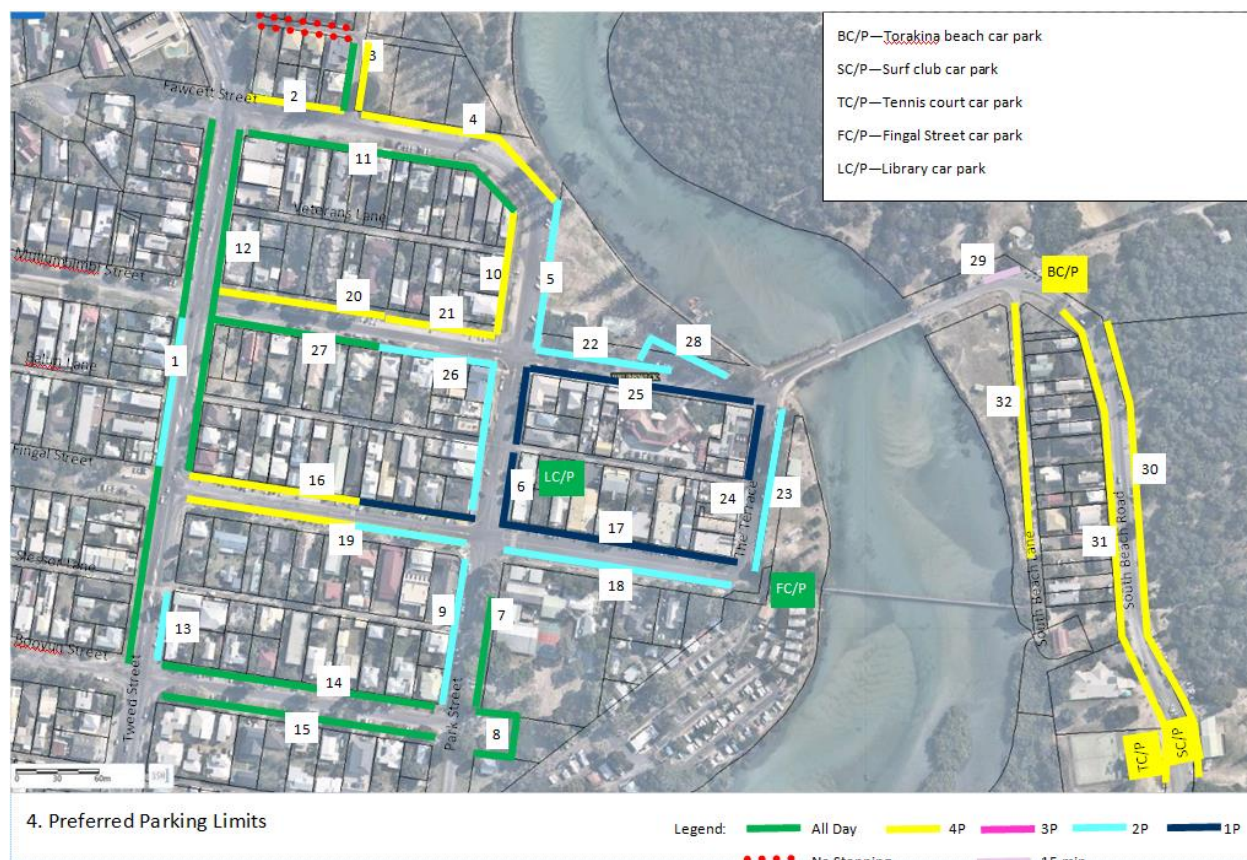 BC/P—Torakina beach car park
SC/P—Surf club car park
TC/P—Tennis court car park
FC/P—Fingal Street car park
LC/P—Library car park
3
2
Fawcett Street
4
11
Veterans Lane
12
10
5
Mullumbimbi Street
20
21
29
BC/P
1
27
26
22
28
25
32
Fingal Street
16
6
LC/P
24
23
30
19
17
The Terrace
31
18
South Beach Lane
South Beach Road
FC/P
9
7
13
Booyun Street
14
Tweed Street
15
Park Street
8
TC/P
SC/P
0 30 60m
4. Preferred Parking Limits
Legend: All Day 4P 3P 2P 1P
No Stopping 15 min